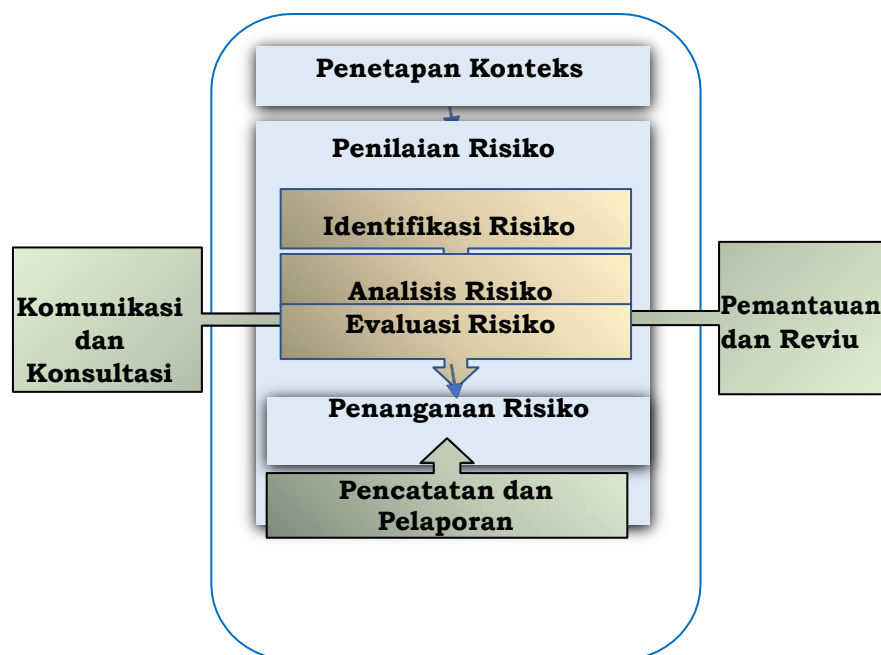 Penetapan Konteks
Penilaian Risiko
Identifikasi Risiko
Analisis Risiko
Evaluasi Risiko
Komunikasi
dan
Konsultasi
Pemantauan
dan Reviu
Penanganan Risiko
Pencatatan dan
Pelaporan